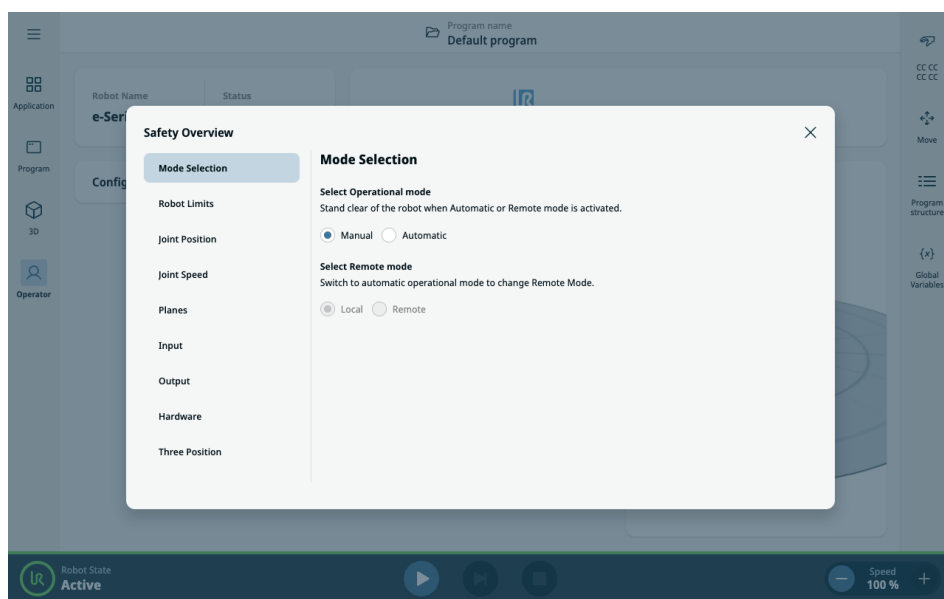 Program name
Default program
Application
Program
3D
Operator
Robot Name
Status
e-Seri
Config
UR
Safety Overview
Mode Selection
Robot Limits
Joint Position
Joint Speed
Planes
Input
Output
Hardware
Three Position
Mode Selection
Select Operational mode
Stand clear of the robot when Automatic or Remote mode is activated.
Manual Automatic
Select Remote mode
Switch to automatic operational mode to change Remote Mode.
Local Remote
CC CC
CC CC
Move
Program
structure
{x}
Global
Variables
UR
Robot State
Active
Speed
100 %